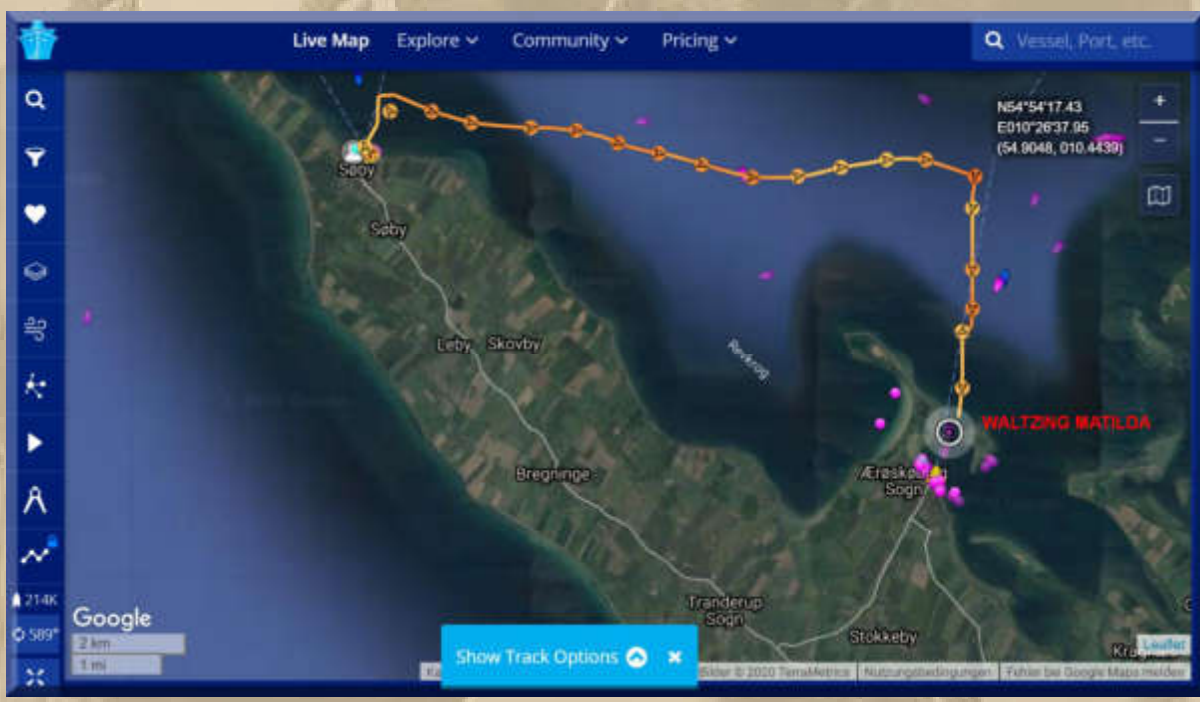 Live Map Explore Community Pricing Vessel, Port, etc.
N54°54'17.43
E010°26'37.95
(54.9048, 010.4439)
+
−
Søby
Søby
Leby Skovby
Revkrog
WALTZING MATILDA
Bregninge
Ærøskøbing
Sogn
214K
589*
Tranderup
Sogn
Stokkeby
Google
2 km
1 mi
Show Track Options
Leaflet
Bilder © 2020 TerraMetrics Nutzungsbedingungen Fehler bei Google Maps melden